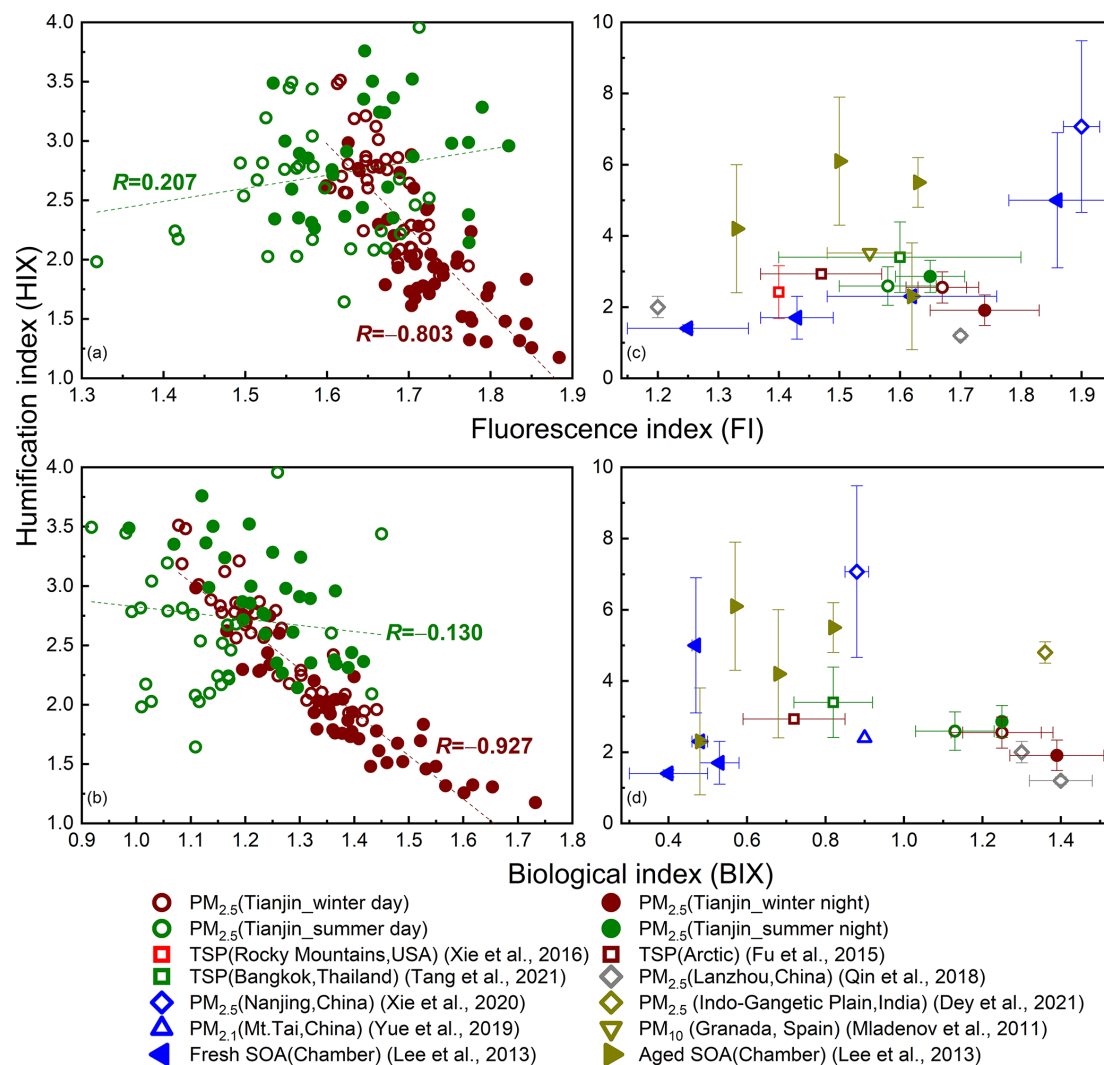 Humification index (HIX)
4.0
3.5
3.0
2.5
2.0
1.5
1.0
R=0.207
R=−0.803
(a)
1.3 1.4 1.5 1.6 1.7 1.8 1.9
10
8
6
4
2
0
(c)
1.2 1.3 1.4 1.5 1.6 1.7 1.8 1.9
Fluorescence index (FI)
4.0
3.5
3.0
2.5
2.0
1.5
1.0
R=−0.130
R=−0.927
(b)
0.9 1.0 1.1 1.2 1.3 1.4 1.5 1.6 1.7 1.8
10
8
6
4
2
0
(d)
0.4 0.6 0.8 1.0 1.2 1.4
Biological index (BIX)
PM2.5(Tianjin_winter day) PM2.5(Tianjin_winter night)
PM2.5(Tianjin_summer day) PM2.5(Tianjin_summer night)
TSP(Rocky Mountains,USA) (Xie et al., 2016) TSP(Arctic) (Fu et al., 2015)
TSP(Bangkok,Thailand) (Tang et al., 2021) PM2.5(Lanzhou,China) (Qin et al., 2018)
PM2.5(Nanjing,China) (Xie et al., 2020) PM2.5 (Indo-Gangetic Plain,India) (Dey et al., 2021)
PM2.1(Mt.Tai,China) (Yue et al., 2019) PM10 (Granada, Spain) (Mladenov et al., 2011)
Fresh SOA(Chamber) (Lee et al., 2013) Aged SOA(Chamber) (Lee et al., 2013)